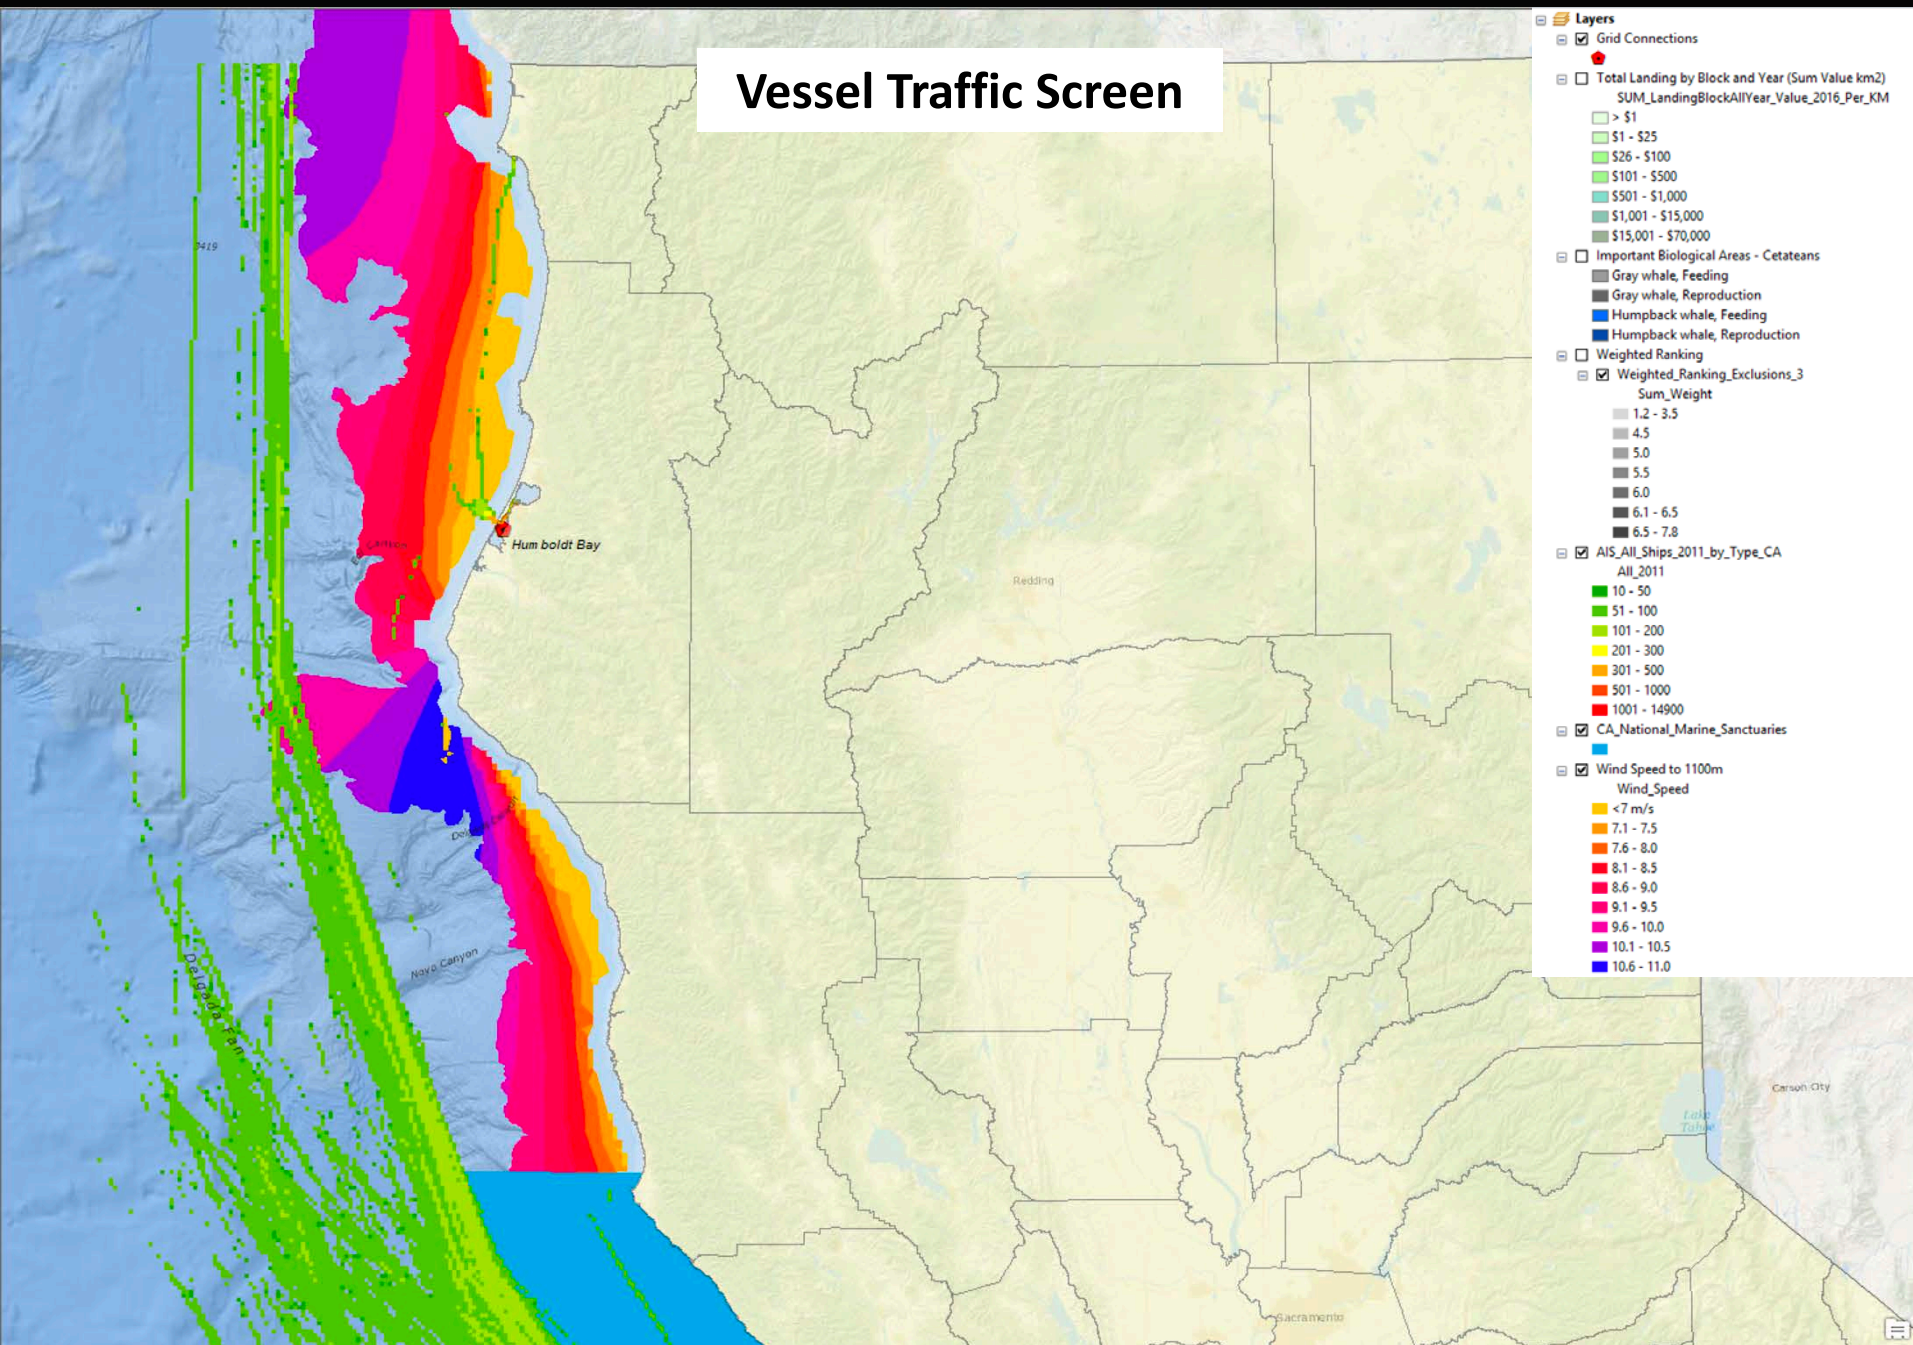 Vessel Traffic Screen
Layers
Grid Connections
Total Landing by Block and Year (Sum Value km2)
SUM_LandingBlockAllYear_Value_2016_Per_KM
> $1
$1 - $25
$26 - $100
$101 - $500
$501 - $1,000
$1,001 - $15,000
$15,001 - $70,000
Important Biological Areas - Cetateans
Gray whale, Feeding
Gray whale, Reproduction
Humpback whale, Feeding
Humpback whale, Reproduction
Weighted Ranking
Weighted_Ranking_Exclusions_3
Sum_Weight
1.2 - 3.5
4.5
5.0
5.5
6.0
6.1 - 6.5
6.5 - 7.8
AIS_All_Ships_2011_by_Type_CA
All_2011
10 - 50
51 - 100
101 - 200
201 - 300
301 - 500
501 - 1000
1001 - 14900
CA_National_Marine_Sanctuaries
Wind Speed to 1100m
Wind_Speed
<7 m/s
7.1 - 7.5
7.6 - 8.0
8.1 - 8.5
8.6 - 9.0
9.1 - 9.5
9.6 - 10.0
10.1 - 10.5
10.6 - 11.0
Canyon
Humboldt Bay
Redding
Noyo Canyon
Delgada Fan
Carson City
Lake
Tahoe
Sacramento